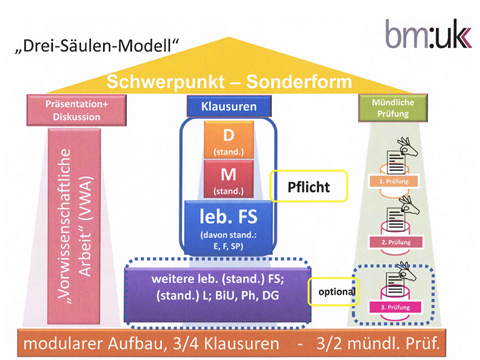 „Drei-Säulen-Modell“
bm:ukk
Schwerpunkt – Sonderform
Präsentation+
Diskussion
Klausuren
Mündliche
Prüfung
„Vorwissenschaftliche
Arbeit“ (VWA)
D
(stand.)
M
(stand.)
Pflicht
leb. FS
(davon stand.:
E, F, SP)
weitere leb. (stand.) FS;
(stand.) L; BiU, Ph, DG
optional
1. Prüfung
2. Prüfung
3. Prüfung
modularer Aufbau, 3/4 Klausuren - 3/2 mündl. Prüf.